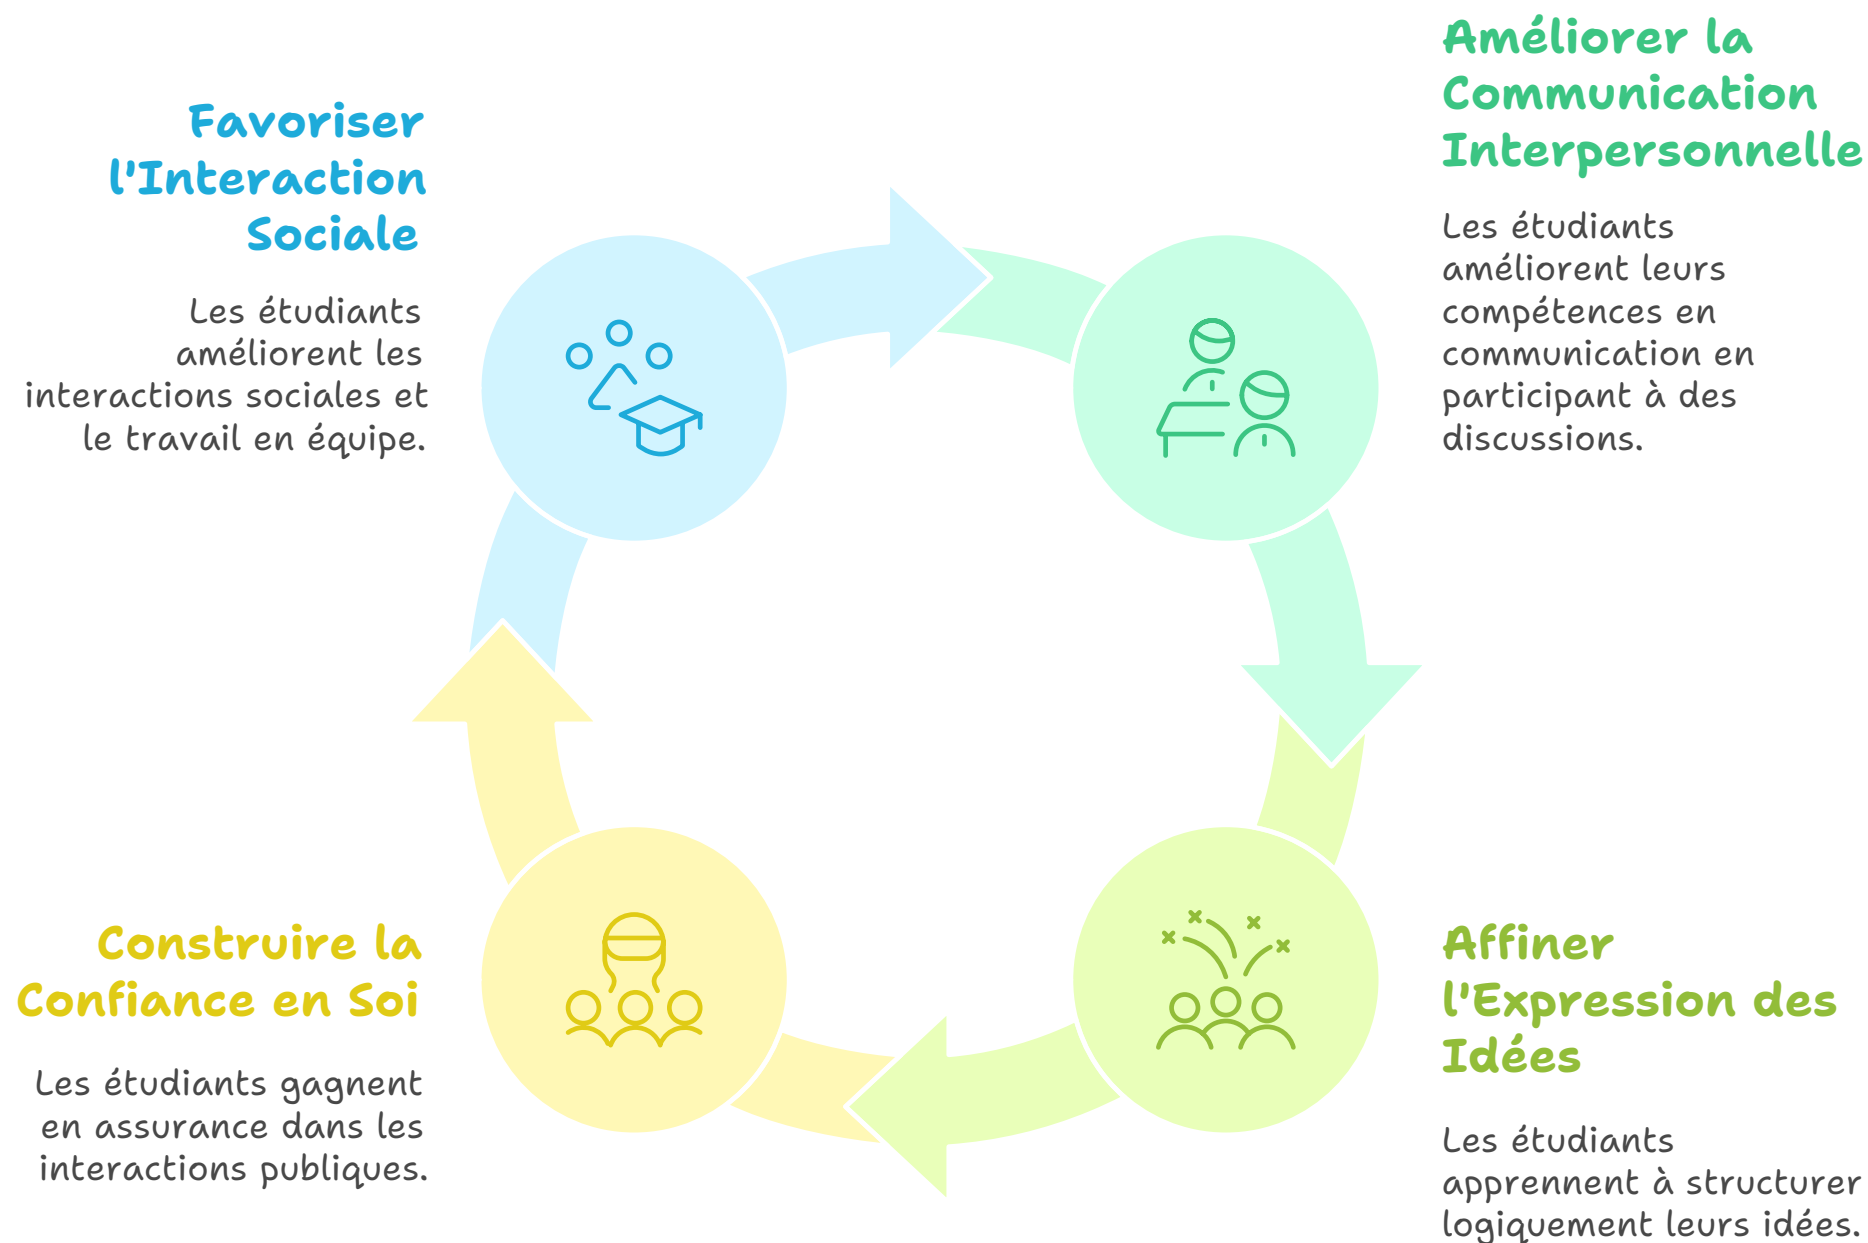 Favoriser
l'Interaction
Sociale
Les étudiants
améliorent les
interactions sociales et
le travail en équipe.
Améliorer la
Communication
Interpersonnelle
Les étudiants
améliorent leurs
compétences en
communication en
participant à des
discussions.
Affiner
l'Expression des
Idées
Les étudiants
apprennent à structurer
logiquement leurs idées.
Construire la
Confiance en Soi
Les étudiants gagnent
en assurance dans les
interactions publiques.